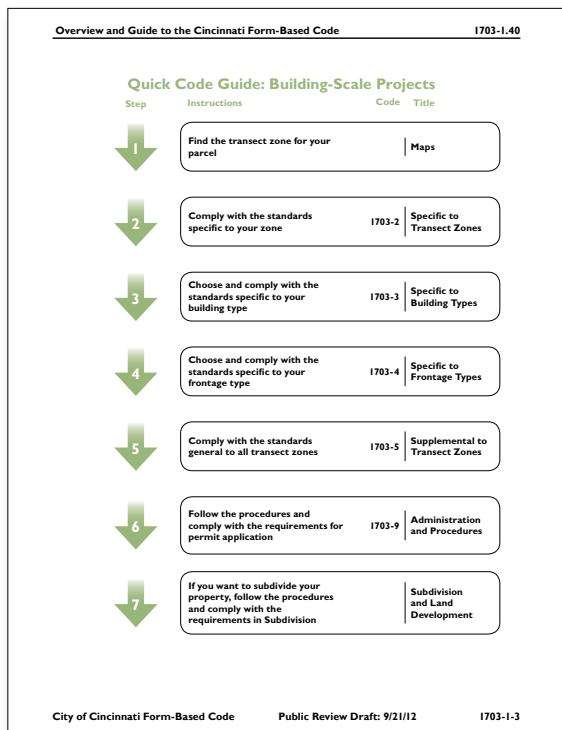 Overview and Guide to the Cincinnati Form-Based Code 1703-1.40
Quick Code Guide: Building-Scale Projects
Step Instructions Code Title
1
Find the transect zone for your
parcel
Maps
2
Comply with the standards
specific to your zone
1703-2
Specific to
Transect Zones
3
Choose and comply with the
standards specific to your
building type
1703-3
Specific to
Building Types
4
Choose and comply with the
standards specific to your
frontage type
1703-4
Specific to
Frontage Types
5
Comply with the standards
general to all transect zones
1703-5
Supplemental to
Transect Zones
6
Follow the procedures and
comply with the requirements for
permit application
1703-9
Administration
and Procedures
7
If you want to subdivide your
property, follow the procedures
and comply with the
requirements in Subdivision
Subdivision
and Land
Development
City of Cincinnati Form-Based Code Public Review Draft: 9/21/12 1703-1-3